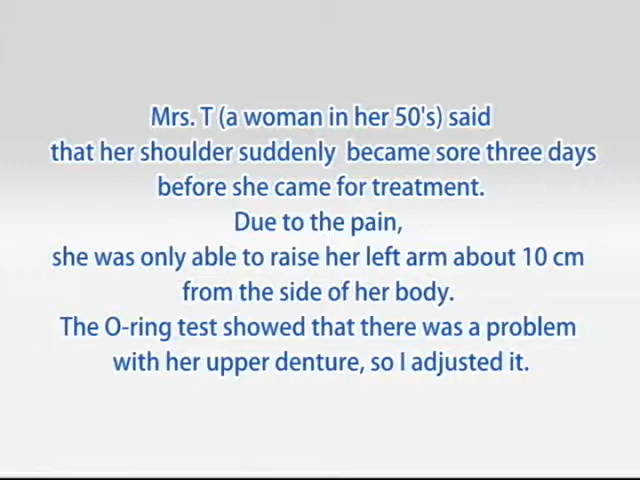 Mrs. T (a woman in her 50's) said
that her shoulder suddenly became sore three days
before she came for treatment.
Due to the pain,
she was only able to raise her left arm about 10 cm
from the side of her body.
The O-ring test showed that there was a problem
with her upper denture, so I adjusted it.